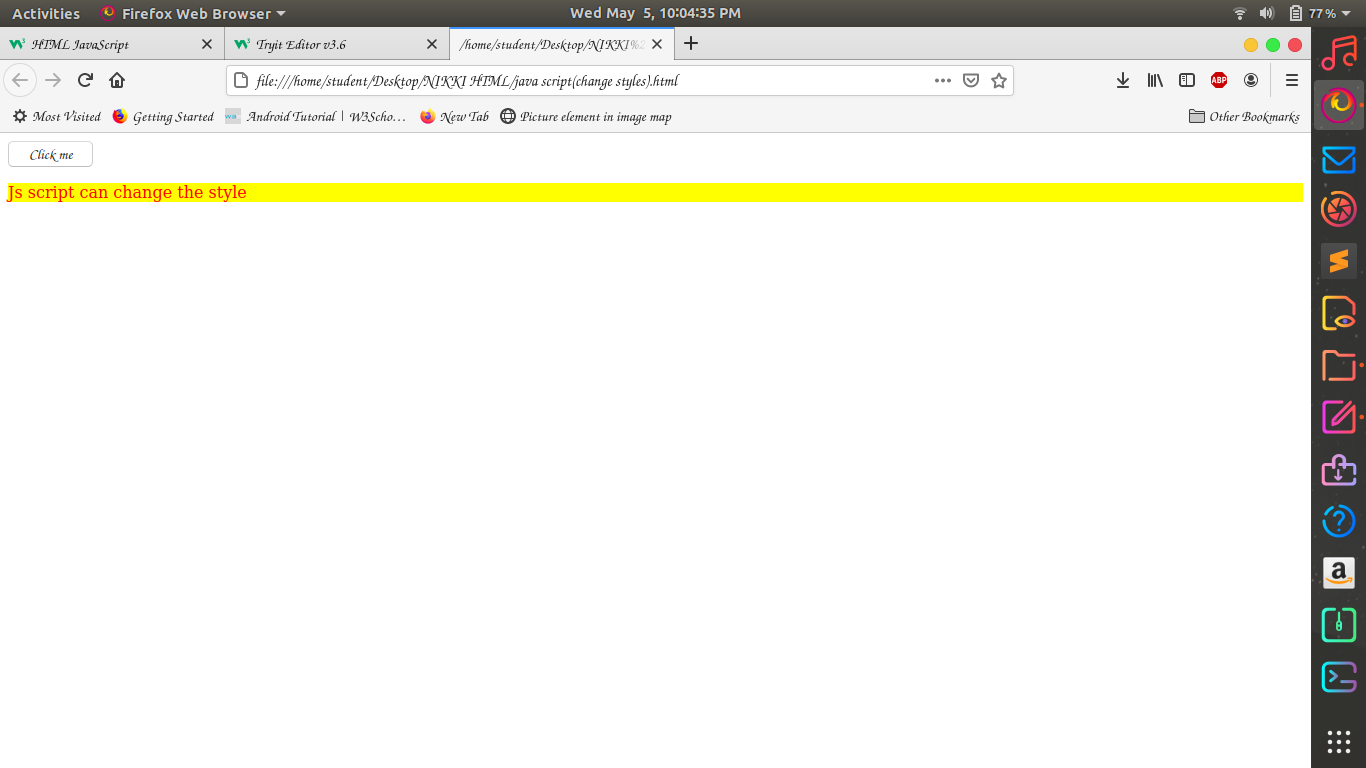 Activities Firefox Web Browser Wed May 5, 10:04:35 PM 77%
HTML JavaScript Tryit Editor v3.6 /home/student/Desktop/NIKKI%2
file:///home/student/Desktop/NIKKI HTML/java script(change styles).html ABP
Most Visited Getting Started Android Tutorial | W3Scho… New Tab Picture element in image map Other Bookmarks
Click me
Js script can change the style